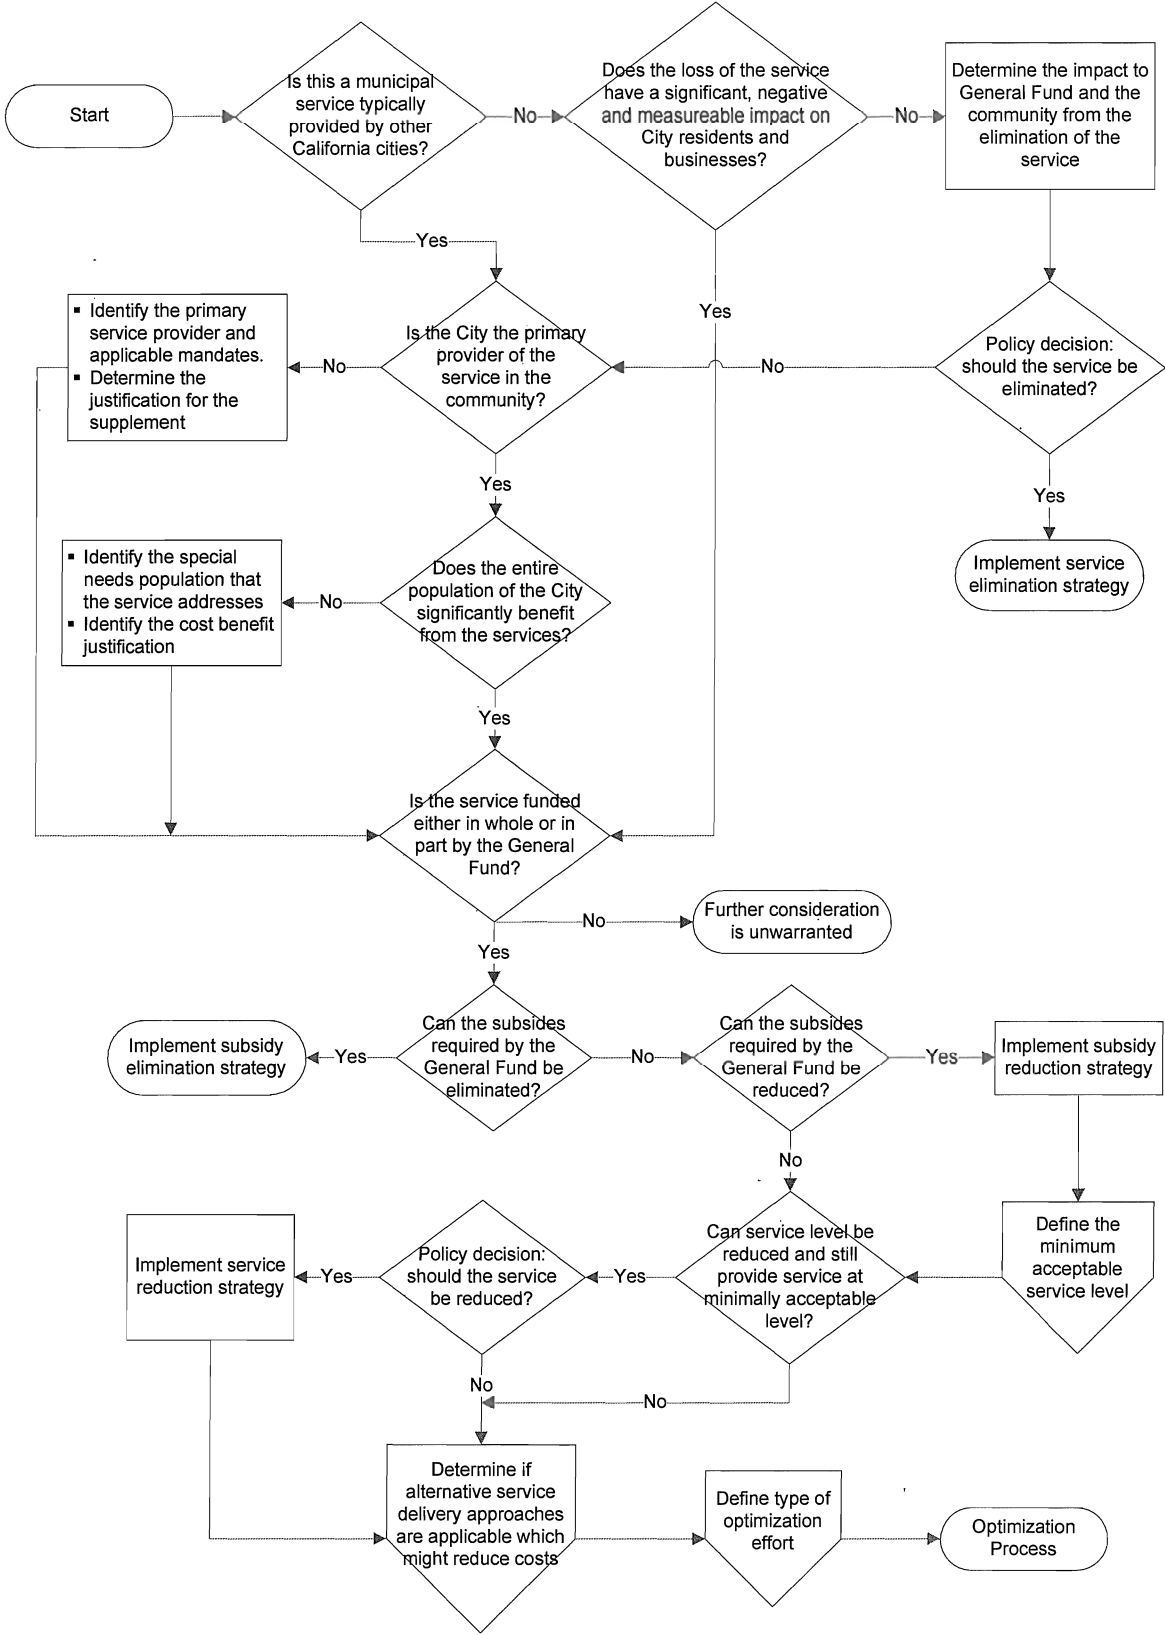 Start
Is this a municipal
service typically
provided by other
California cities?
No
Does the loss of the service
have a significant, negative
and measureable impact on
City residents and
businesses?
No
Determine the impact to
General Fund and the
community from the
elimination of the
service
Yes
Yes
▪ Identify the primary
service provider and
applicable mandates.
▪ Determine the
justification for the
supplement
No
Is the City the primary
provider of the
service in the
community?
No
Policy decision:
should the service be
eliminated?
Yes
Yes
Implement service
elimination strategy
▪ Identify the special
needs population that
the service addresses
▪ Identify the cost benefit
justification
No
Does the entire
population of the City
significantly benefit
from the services?
Yes
Is the service funded
either in whole or in
part by the General
Fund?
No
Further consideration
is unwarranted
Yes
Implement subsidy
elimination strategy
Yes
Can the subsides
required by the
General Fund be
eliminated?
No
Can the subsides
required by the
General Fund be
reduced?
Yes
Implement subsidy
reduction strategy
No
Implement service
reduction strategy
Yes
Policy decision:
should the service
be reduced?
Yes
Can service level be
reduced and still
provide service at
minimally acceptable
level?
Define the
minimum
acceptable
service level
No
No
Determine if
alternative service
delivery approaches
are applicable which
might reduce costs
Define type of
optimization
effort
Optimization
Process